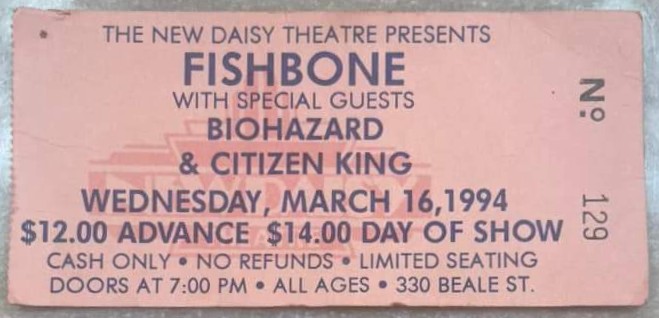 THE NEW DAISY THEATRE PRESENTS
FISHBONE
WITH SPECIAL GUESTS
BIOHAZARD
& CITIZEN KING
WEDNESDAY, MARCH 16,1994
$12.00 ADVANCE $14.00 DAY OF SHOW
CASH ONLY • NO REFUNDS • LIMITED SEATING
DOORS AT 7:00 PM • ALL AGES • 330 BEALE ST.
Nº 129
NEW DAISY